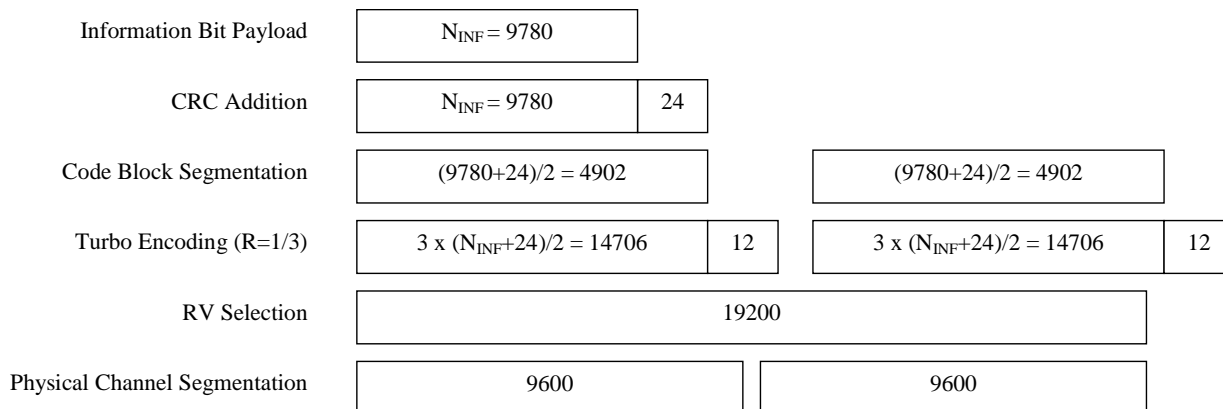 Information Bit Payload N_INF = 9780
CRC Addition N_INF = 9780 24
Code Block Segmentation (9780+24)/2 = 4902 (9780+24)/2 = 4902
Turbo Encoding (R=1/3) 3 x (N_INF+24)/2 = 14706 12 3 x (N_INF+24)/2 = 14706 12
RV Selection 19200
Physical Channel Segmentation 9600 9600